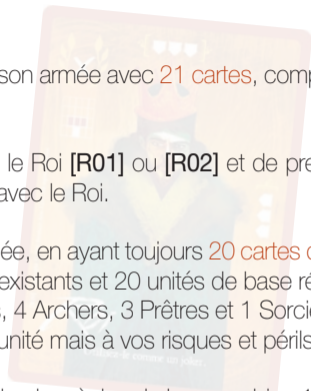 son armée avec 21 cartes, comp
le Roi [R01] ou [R02] et de pre
avec le Roi.
ée, en ayant toujours 20 cartes
existants et 20 unités de base ré
, 4 Archers, 3 Prêtres et 1 Sorci
unité mais à vos risques et périls